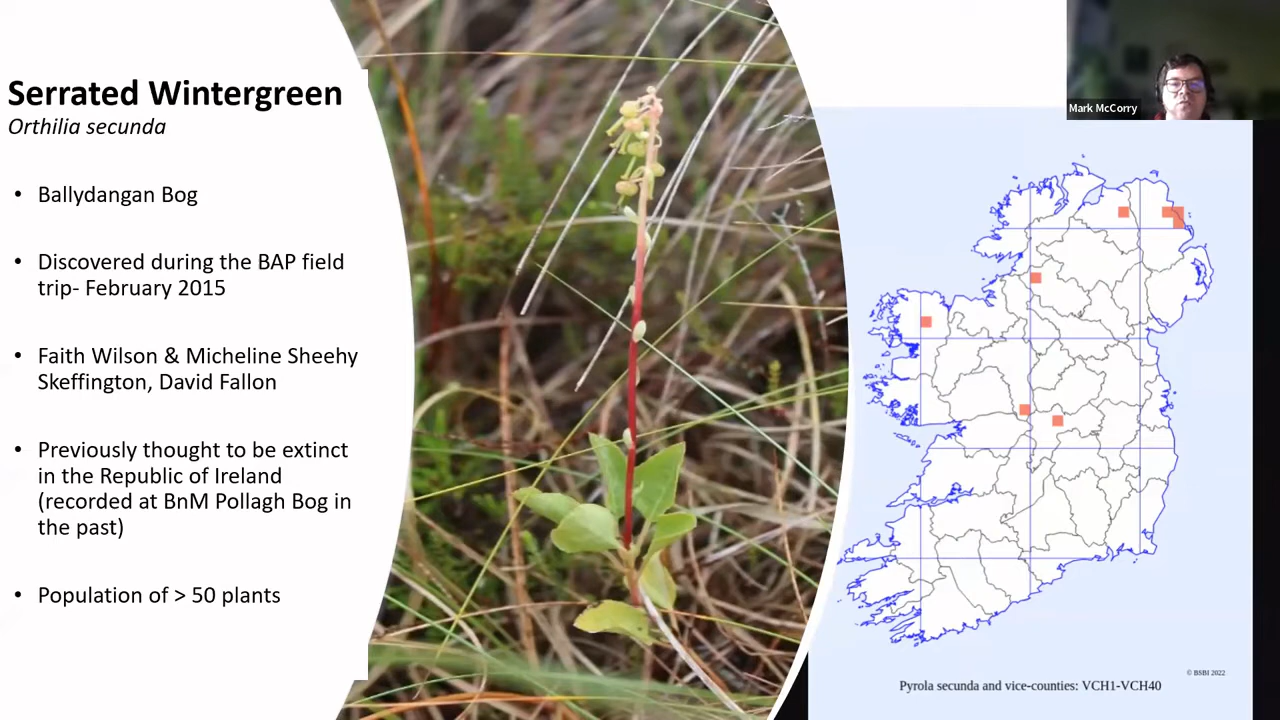 Serrated Wintergreen
Orthilia secunda
• Ballydangan Bog
• Discovered during the BAP field
trip- February 2015
• Faith Wilson & Micheline Sheehy
Skeffington, David Fallon
• Previously thought to be extinct
in the Republic of Ireland
(recorded at BnM Pollagh Bog in
the past)
• Population of > 50 plants
Mark McCorry
© BSBI 2022
Pyrola secunda and vice-counties: VCH1-VCH40